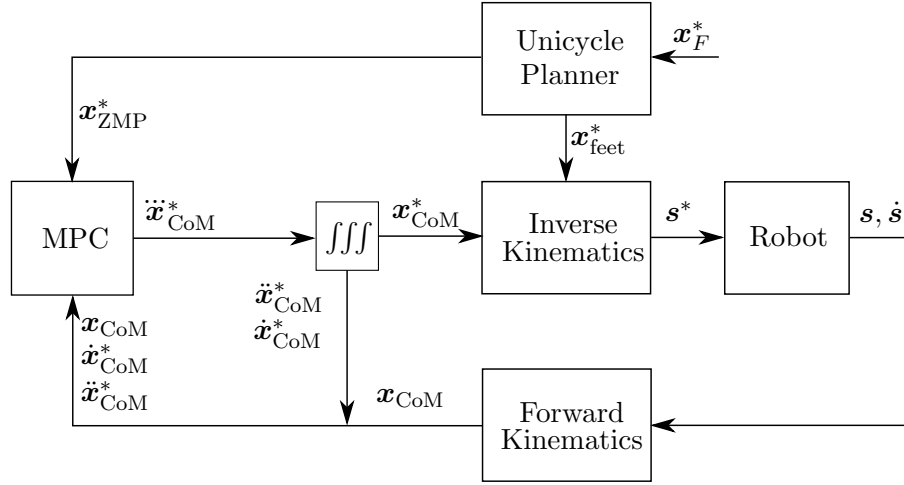 Unicycle
Planner
𝒙*_F
𝒙*_ZMP
𝒙*_feet
MPC
𝒙⃛*_CoM
∫∫∫
𝒙*_CoM
Inverse
Kinematics
𝒔*
Robot
𝒔, 𝒔̇
𝒙̈*_CoM
𝒙̇*_CoM
𝒙_CoM
𝒙̇*_CoM
𝒙̈*_CoM
𝒙_CoM
Forward
Kinematics